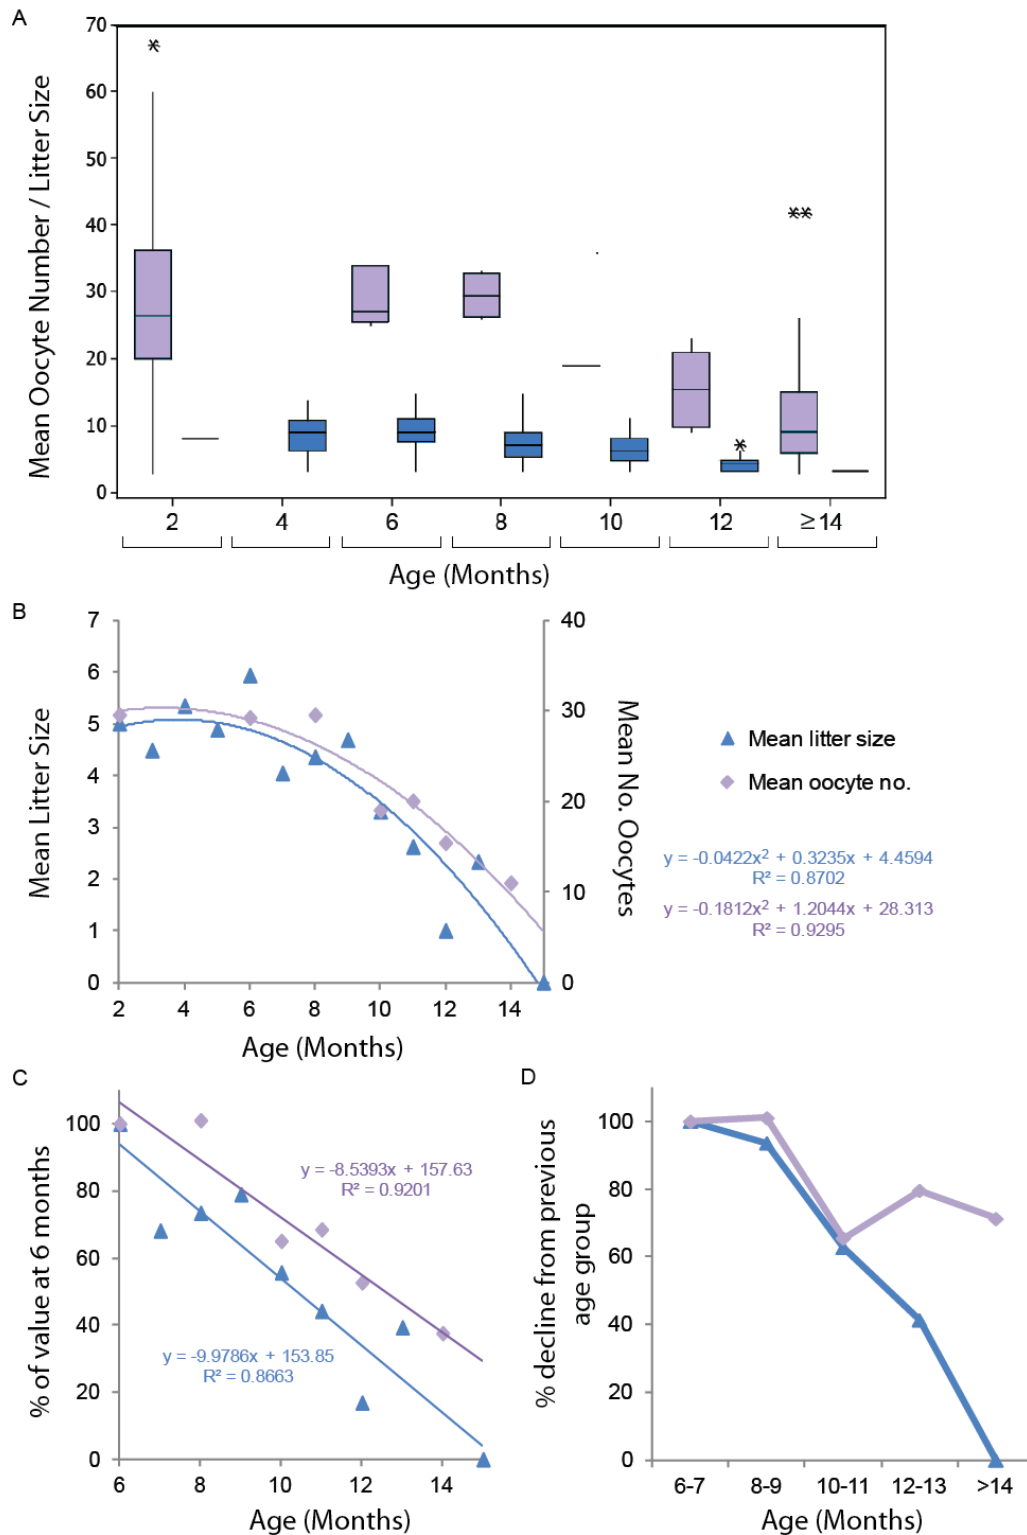 A
Mean Oocyte Number / Litter Size
70
60
50
40
30
20
10
0
*
**
*
2 4 6 8 10 12 ≥ 14
Age (Months)
B
Mean Litter Size
7
6
5
4
3
2
1
0
40
30
20
10
0
Mean No. Oocytes
2 4 6 8 10 12 14
Age (Months)
Mean litter size
Mean oocyte no.
y = -0.0422x² + 0.3235x + 4.4594
R² = 0.8702
y = -0.1812x² + 1.2044x + 28.313
R² = 0.9295
C
% of value at 6 months
100
80
60
40
20
0
y = -8.5393x + 157.63
R² = 0.9201
y = -9.9786x + 153.85
R² = 0.8663
6 8 10 12 14
Age (Months)
D
% decline from previous
age group
100
80
60
40
20
0
6-7 8-9 10-11 12-13 >14
Age (Months)